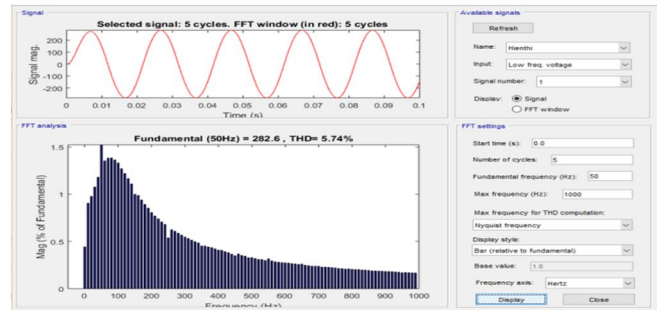 Signal
Selected signal: 5 cycles. FFT window (in red): 5 cycles
Signal mag.
200
100
0
-100
-200
0 0.01 0.02 0.03 0.04 0.05 0.06 0.07 0.08 0.09 0.1
Time (s)
FFT analysis
Fundamental (50Hz) = 282.6 , THD= 5.74%
Mag (% of Fundamental)
1.5
1
0.5
0
0 100 200 300 400 500 600 700 800 900 1000
Frequency (Hz)
Available signals
Refresh
Name: Hienthi
Input: Low freq. voltage
Signal number: 1
Display: Signal
FFT window
FFT settings
Start time (s): 0.0
Number of cycles: 5
Fundamental frequency (Hz): 50
Max frequency (Hz): 1000
Max frequency for THD computation:
Nyquist frequency
Display style:
Bar (relative to fundamental)
Base value: 1.0
Frequency axis: Hertz
Display Close